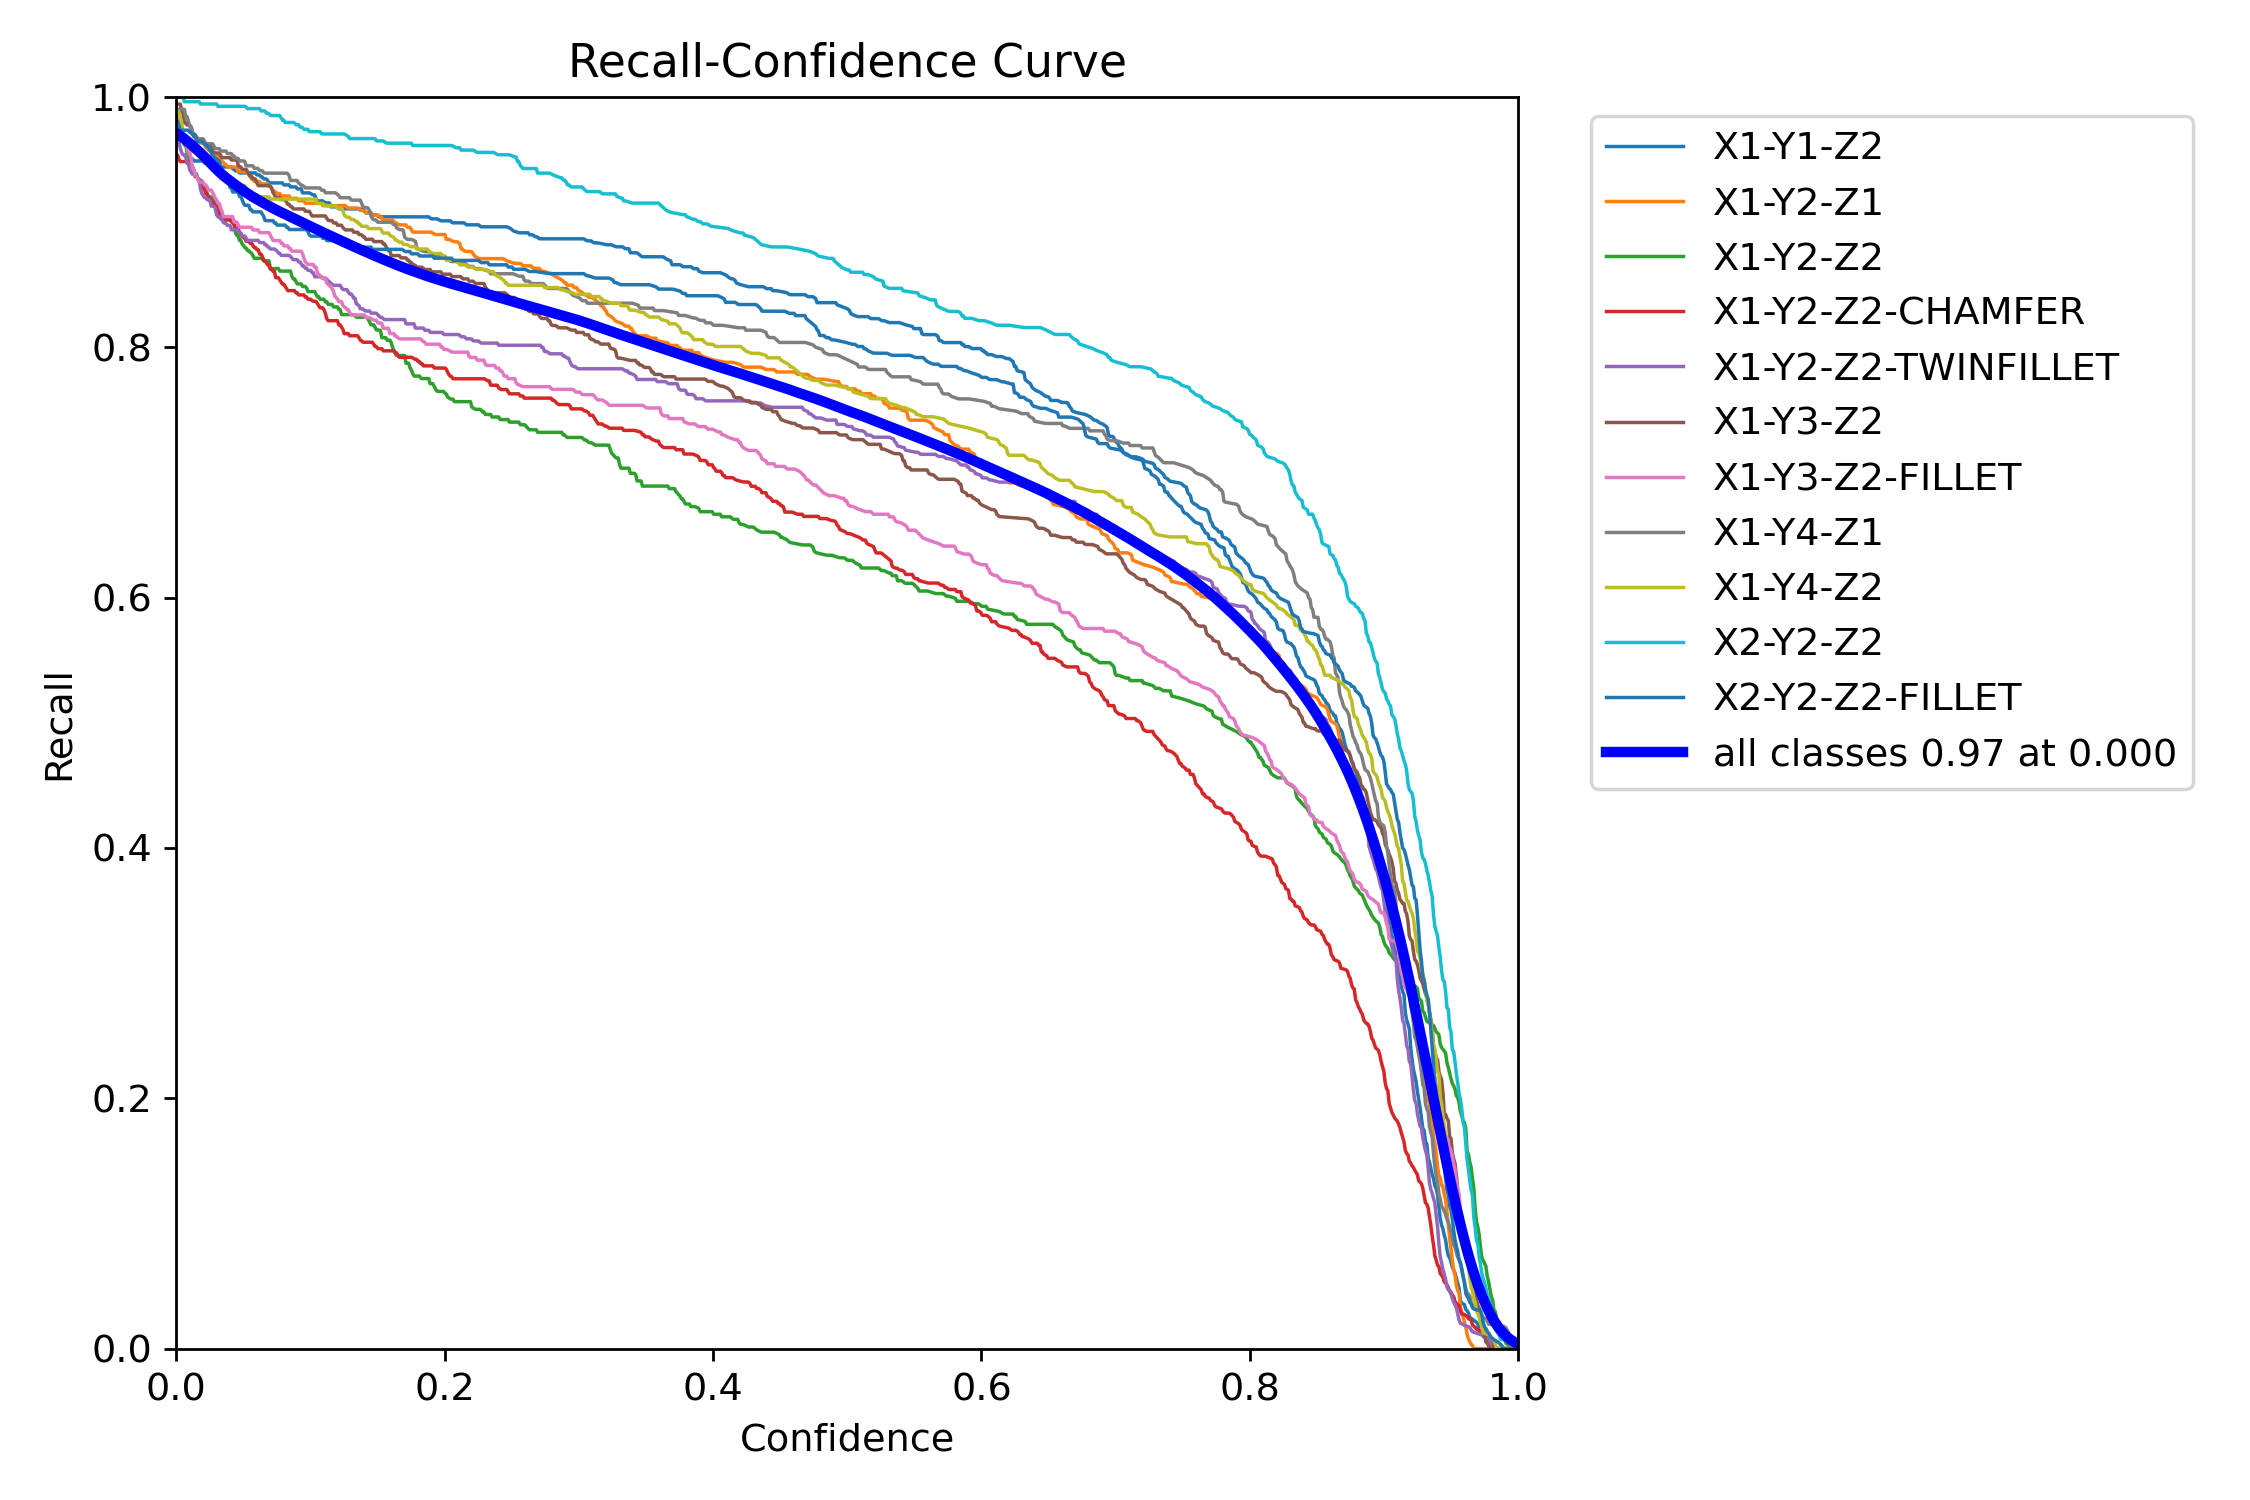 Recall-Confidence Curve
1.0
0.8
0.6
0.4
0.2
0.0
Recall
0.0 0.2 0.4 0.6 0.8 1.0
Confidence
X1-Y1-Z2
X1-Y2-Z1
X1-Y2-Z2
X1-Y2-Z2-CHAMFER
X1-Y2-Z2-TWINFILLET
X1-Y3-Z2
X1-Y3-Z2-FILLET
X1-Y4-Z1
X1-Y4-Z2
X2-Y2-Z2
X2-Y2-Z2-FILLET
all classes 0.97 at 0.000